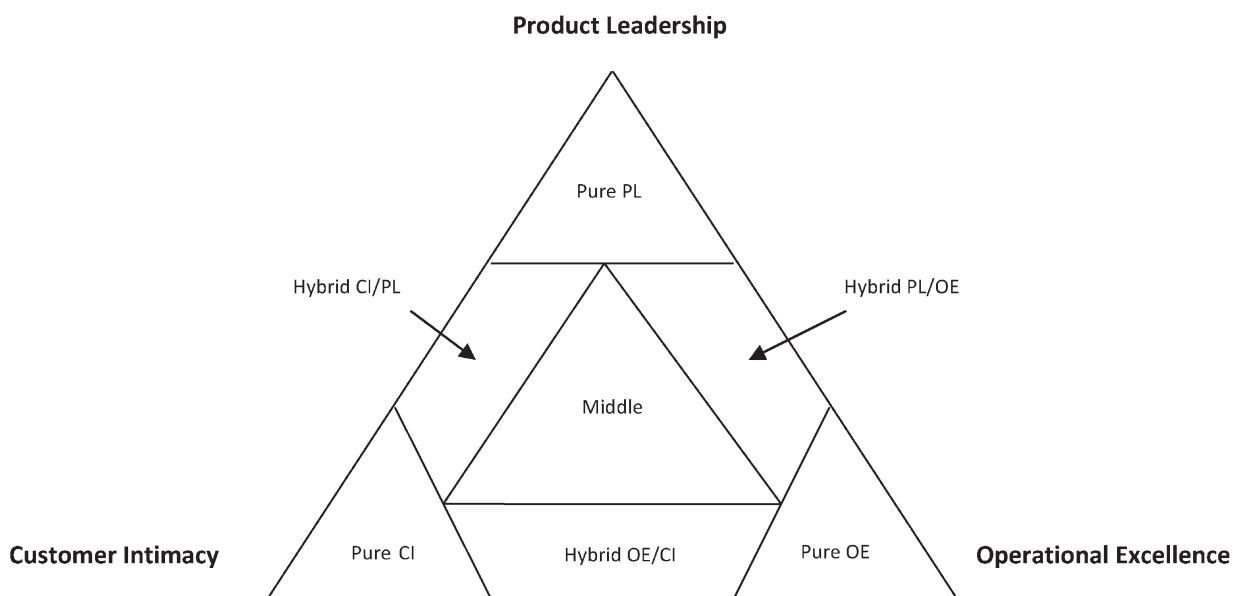 Product Leadership
Pure PL
Hybrid CI/PL
Hybrid PL/OE
Middle
Customer Intimacy
Pure CI
Hybrid OE/CI
Pure OE
Operational Excellence